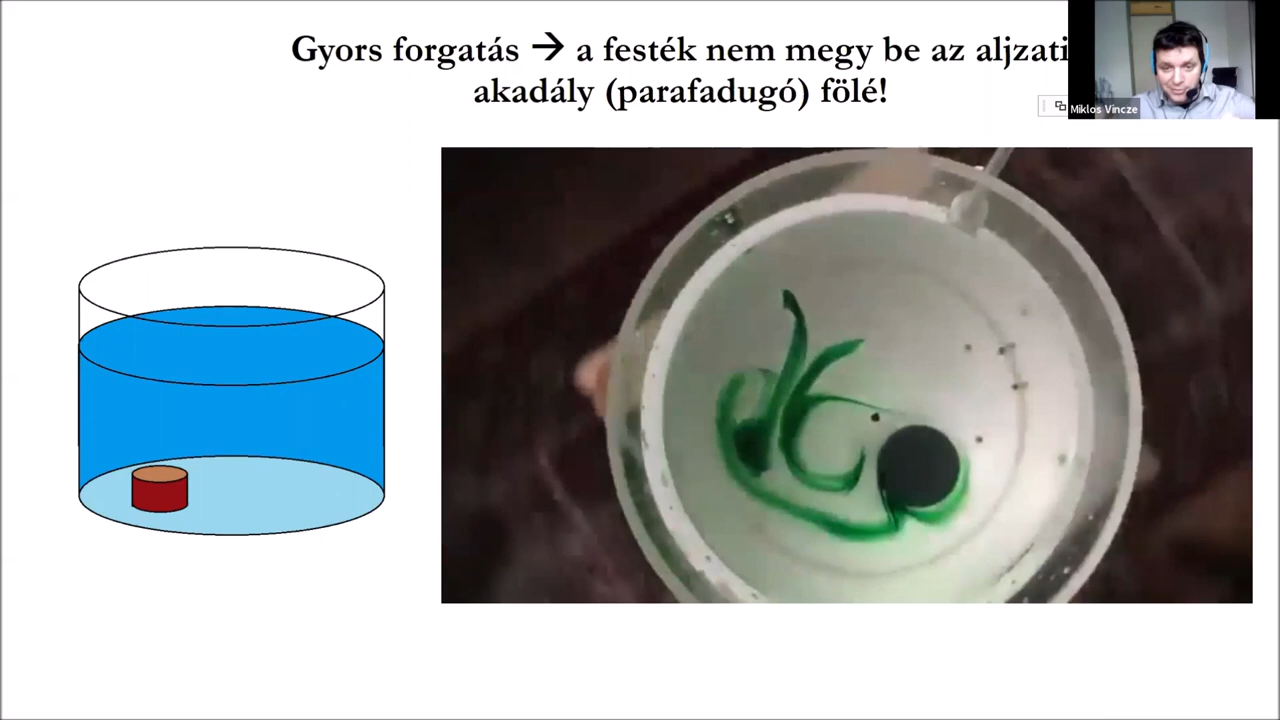 Gyors forgatás → a festék nem megy be az aljzati
akadály (parafadugó) fölé!
Miklos Vincze